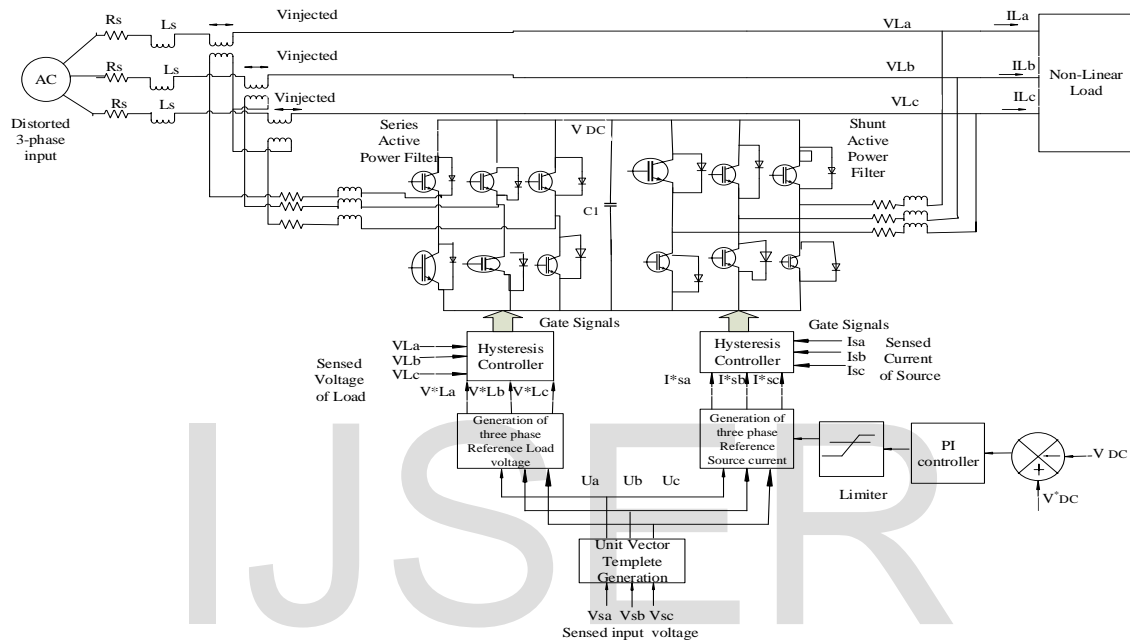 Rs
Ls
Vinjected
VLa
ILa
AC
Rs
Ls
Vinjected
VLb
ILb
Non-Linear
Load
Rs
Ls
Vinjected
VLc
ILc
Distorted
3-phase
input
Series
Active
Power Filter
V DC
Shunt
Active
Power
Filter
C1
Gate Signals
Gate Signals
VLa
VLb
VLc
Sensed
Voltage
of Load
Hysteresis
Controller
Hysteresis
Controller
Isa
Isb
Isc
Sensed
Current
of Source
V*La
V*Lb
V*Lc
I*sa
I*sb
I*sc
Generation of
three phase
Reference Load
voltage
Generation of
three phase
Reference
Source current
Limiter
PI
controller
V DC
V*DC
Ua
Ub
Uc
Unit Vector
Templete
Generation
Vsa
Vsb
Vsc
Sensed input voltage
IJSER